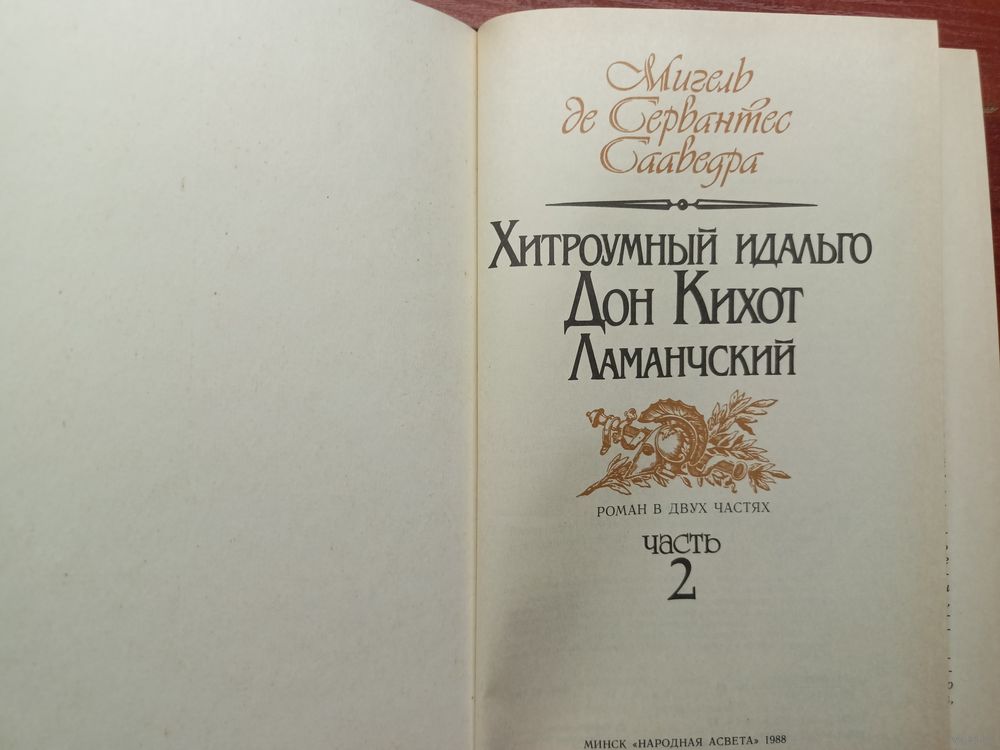 Мигель
де Сервантес
Сааведра
Хитроумный идальго
Дон Кихот
Ламанчский
РОМАН В ДВУХ ЧАСТЯХ
часть
2
МИНСК «НАРОДНАЯ АСВЕТА» 1988